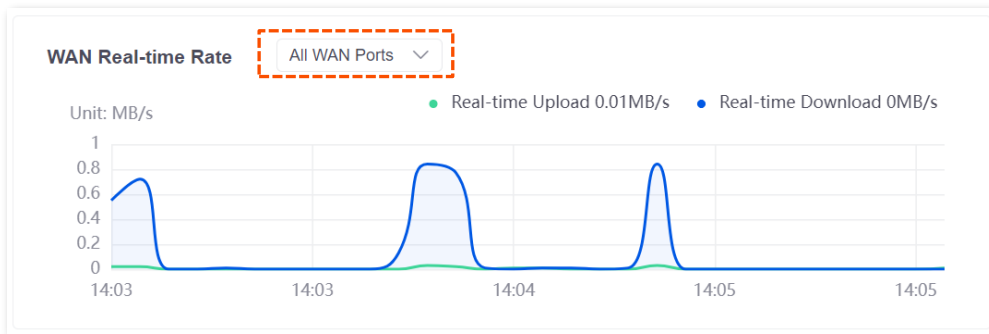 WAN Real-time Rate All WAN Ports
Unit: MB/s Real-time Upload 0.01MB/s Real-time Download 0MB/s
1
0.8
0.6
0.4
0.2
0
14:03 14:03 14:04 14:05 14:05